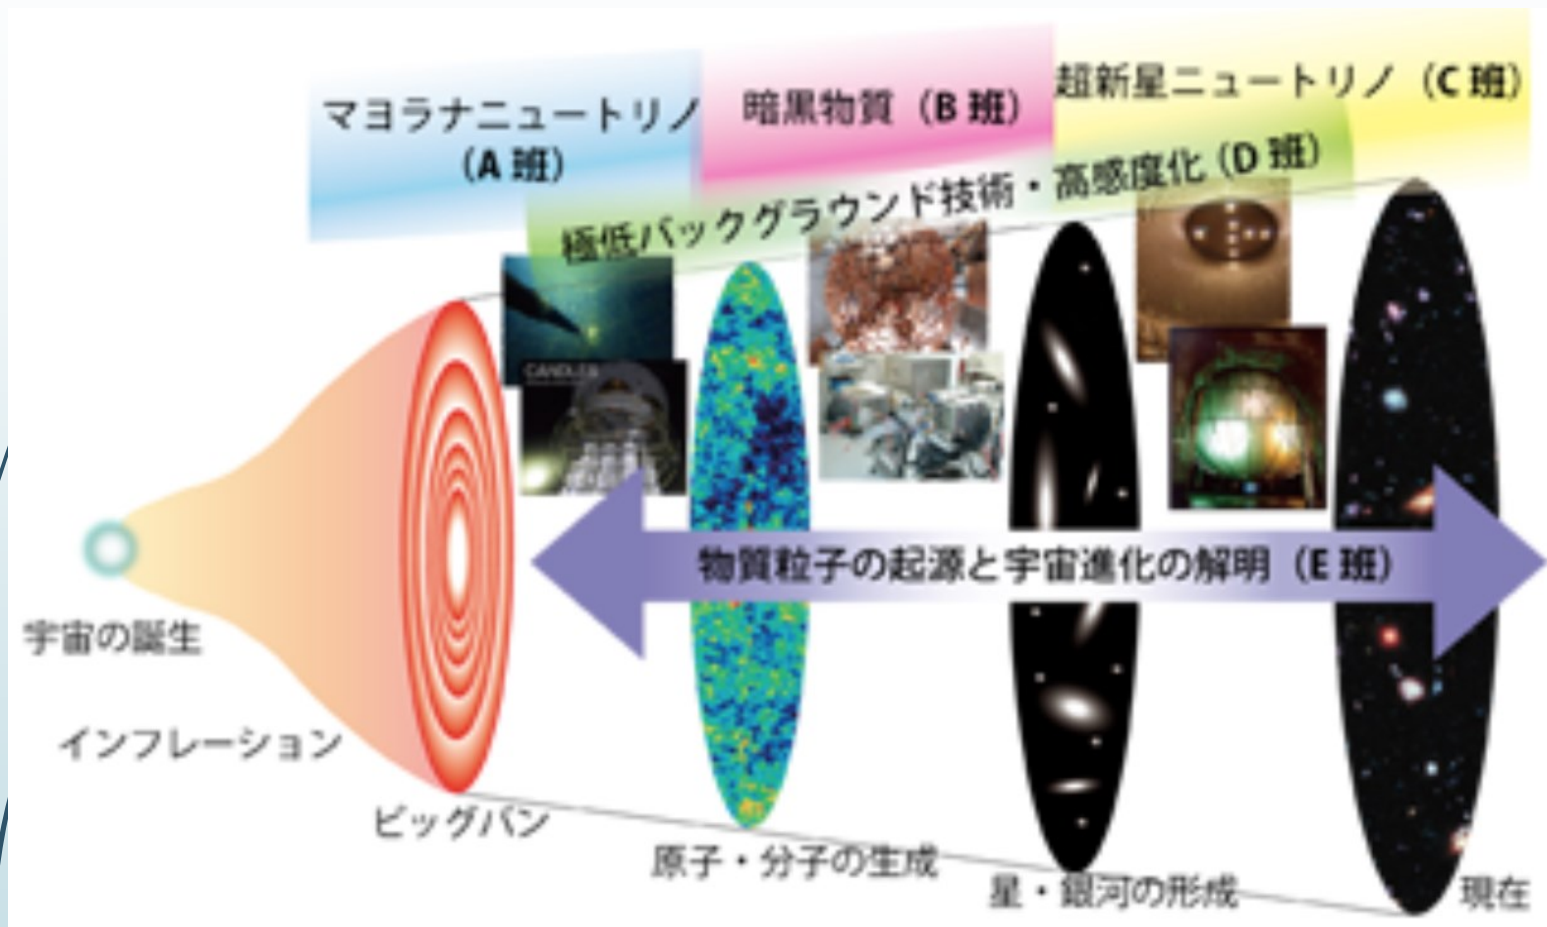 マヨラナニュートリノ
（A 班）
暗黒物質（B 班）
超新星ニュートリノ（C 班）
極低バックグラウンド技術・高感度化（D 班）
CANDLES
物質粒子の起源と宇宙進化の解明（E 班）
宇宙の誕生
インフレーション
ビッグバン
原子・分子の生成
星・銀河の形成
現在